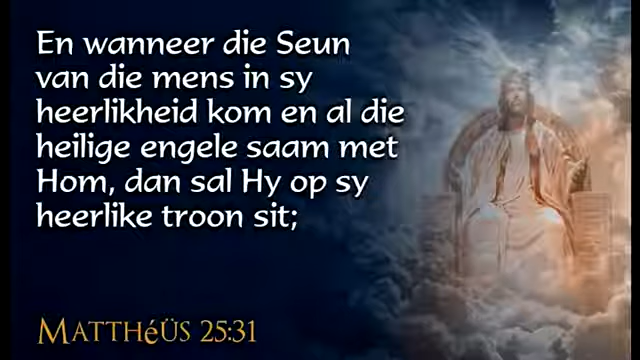 En wanneer die Seun
van die mens in sy
heerlikheid kom en al die
heilige engele saam met
Hom, dan sal Hy op sy
heerlike troon sit;
Matthéüs 25:31